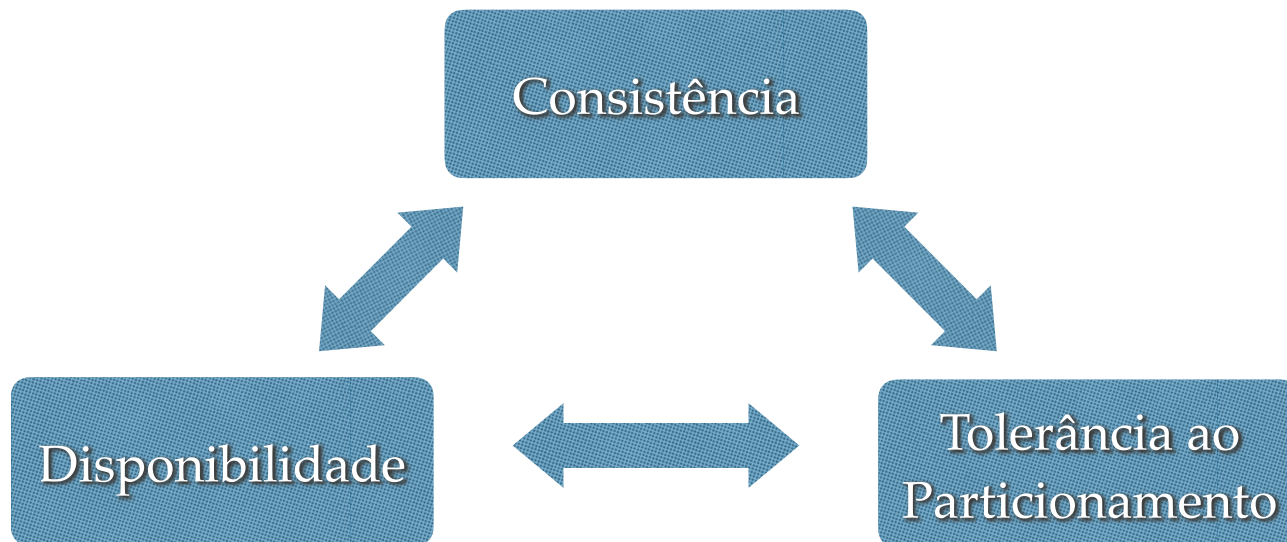 Consistência
Disponibilidade
Tolerância ao
Particionamento